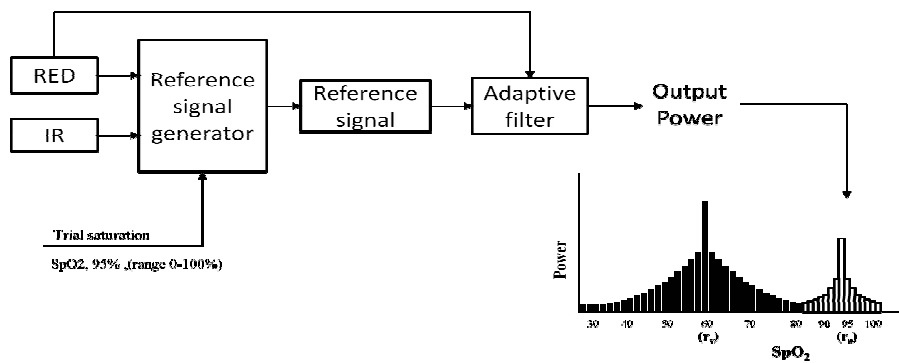 RED
IR
Reference
signal
generator
Reference
signal
Adaptive
filter
Output
Power
Trial saturation
SpO2, 95% ,(range 0-100%)
Power
30 40 50 60 70 80 90 95 100
(rᵥ) (rₐ)
SpO₂